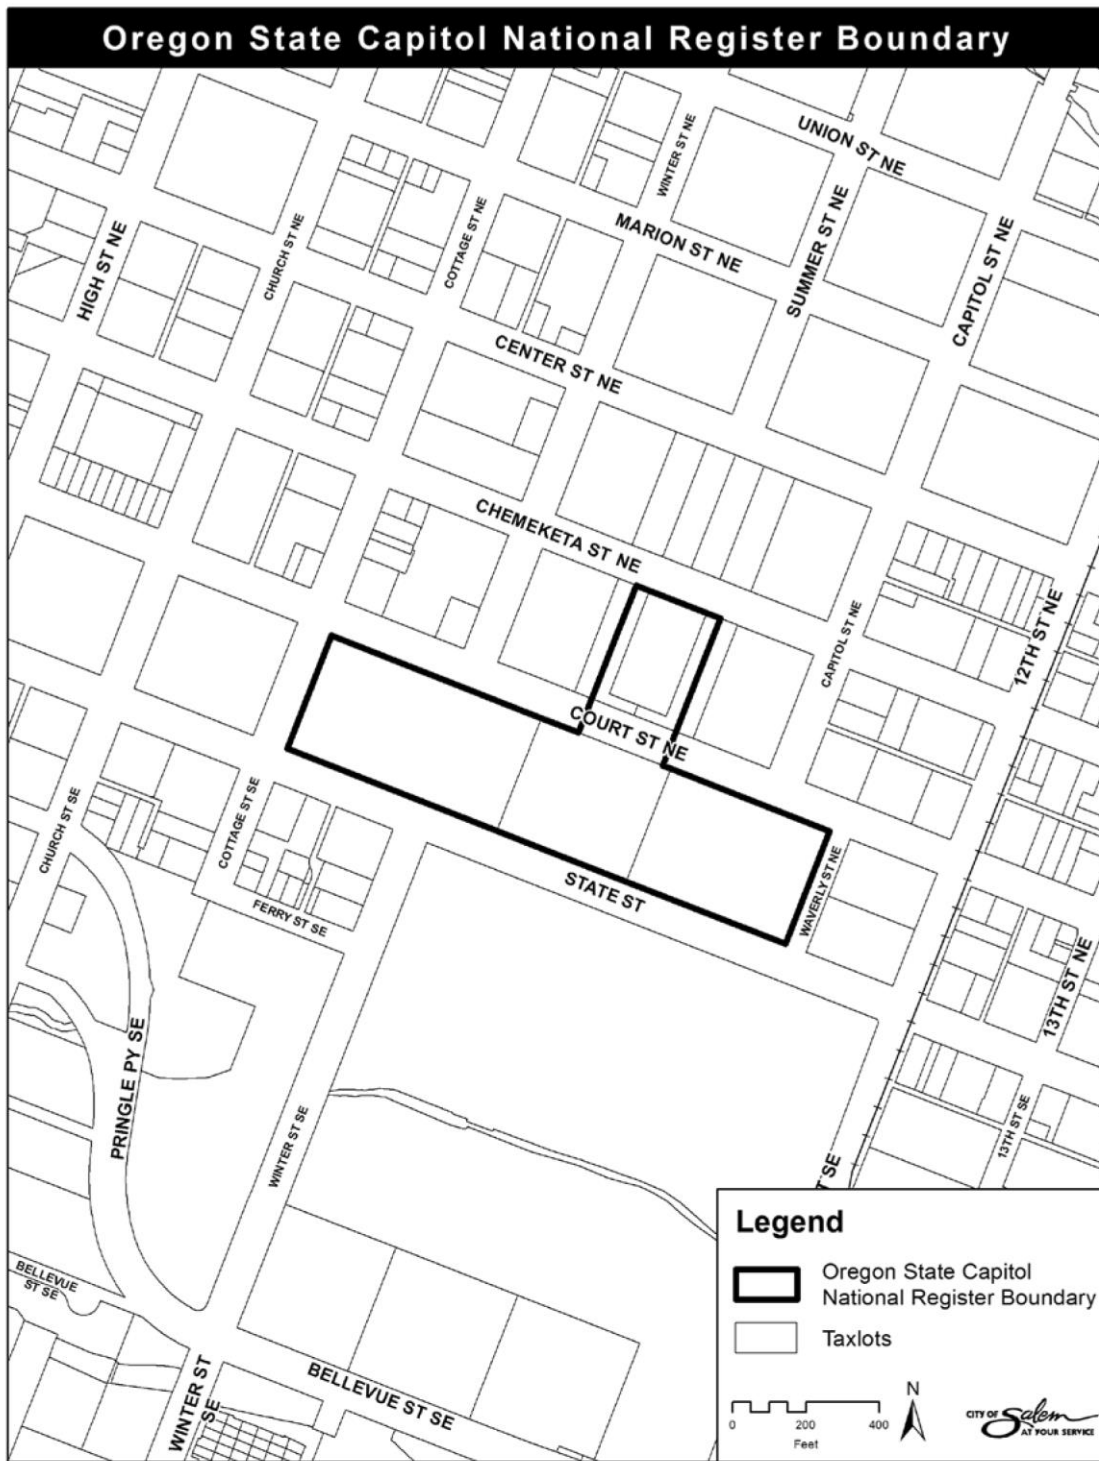 Oregon State Capitol National Register Boundary
UNION ST NE
WINTER ST NE
MARION ST NE
SUMMER ST NE
CAPITOL ST NE
COTTAGE ST NE
CHURCH ST NE
HIGH ST NE
CENTER ST NE
CHEMEKETA ST NE
CAPITOL ST NE
12TH ST NE
COURT ST NE
COTTAGE ST SE
CHURCH ST SE
STATE ST
WAVERLY ST NE
FERRY ST SE
13TH ST NE
PRINGLE PY SE
WINTER ST SE
13TH ST SE
T SE
BELLEVUE
ST SE
BELLEVUE ST SE
WINTER ST
SE
Legend
Oregon State Capitol
National Register Boundary
Taxlots
0 200 400
Feet
N
CITY OF Salem
AT YOUR SERVICE